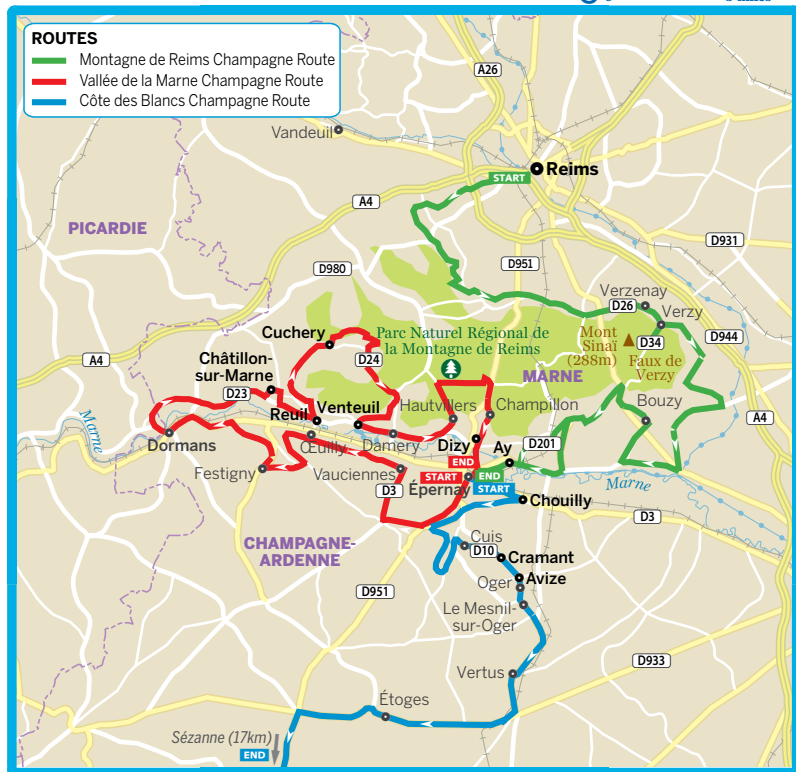 ROUTES
Montagne de Reims Champagne Route
Vallée de la Marne Champagne Route
Côte des Blancs Champagne Route
A26
Vandeuil
Reims
START
PICARDIE
A4
D951
D931
D980
Verzenay
D26
Verzy
Cuchery
Parc Naturel Régional de
la Montagne de Reims
Mont
Sinaï
(288m)
D34
D944
D24
Faux de
Verzy
A4
Châtillon-
sur-Marne
MARNE
D23
Reuil
Venteuil
Hautvillers
Champillon
Bouzy
A4
Marne
Dormans
Œuilly
Damery
Dizy
Ay
D201
Festigny
Vauciennes
END
START
END
Marne
Épernay
START
D3
Chouilly
D3
CHAMPAGNE-
ARDENNE
Cuis
D10
Cramant
Avize
Oger
D951
Le Mesnil-
sur-Oger
Vertus
D933
Étoges
Sézanne (17km)
END